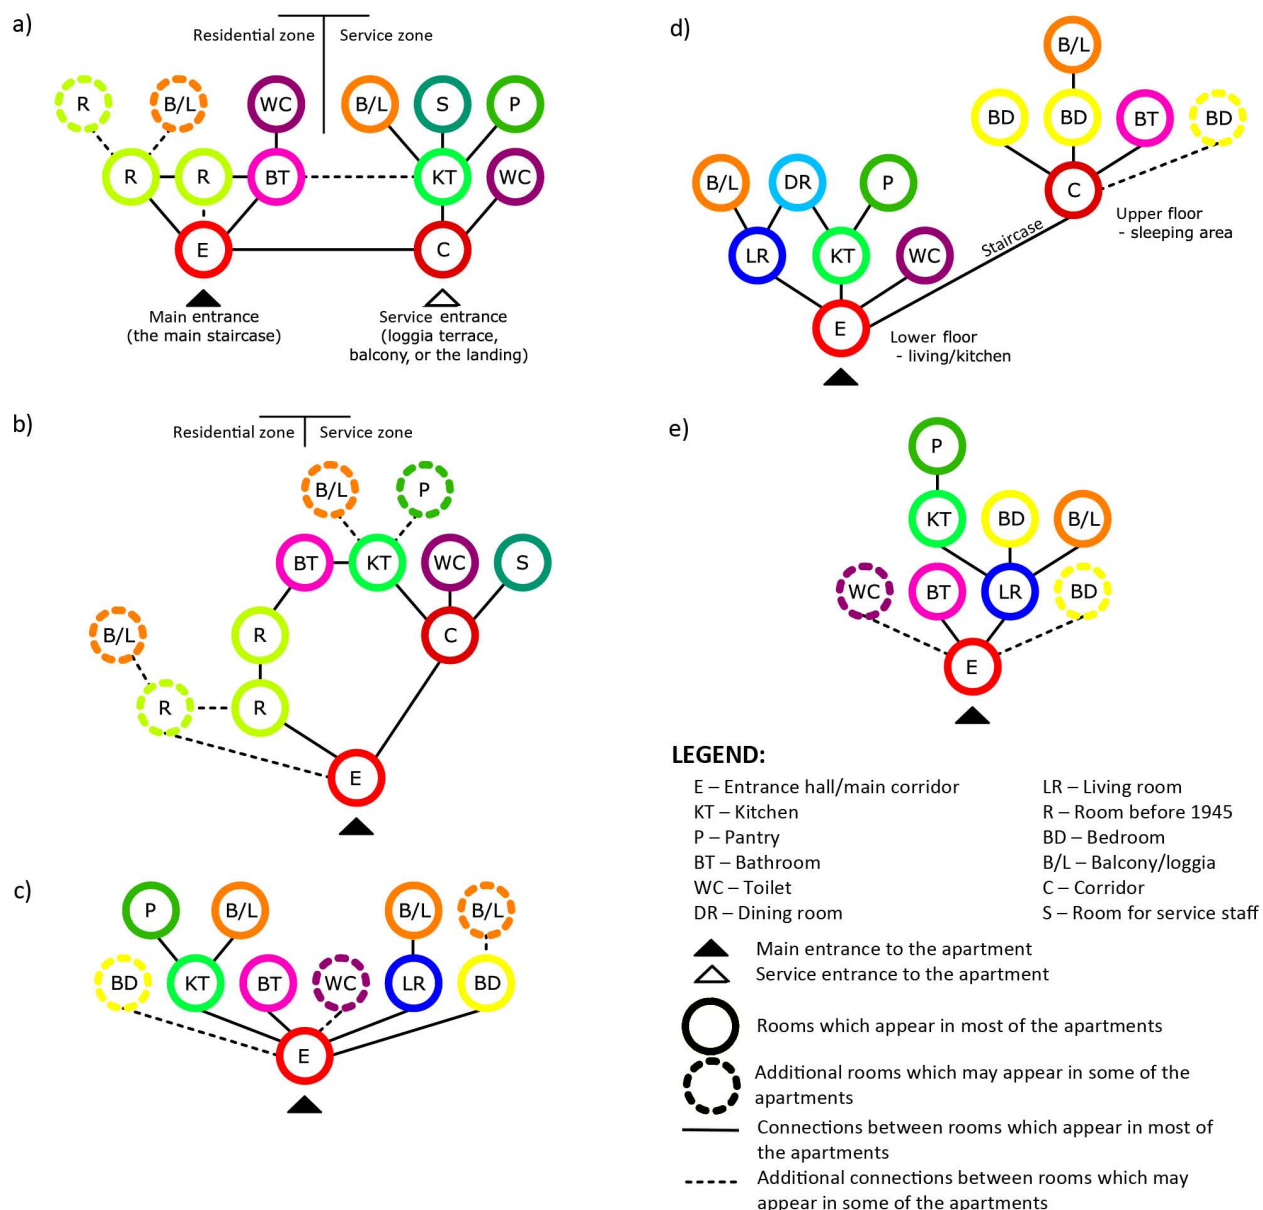 a)
Residential zone
Service zone
R
B/L
WC
B/L
S
P
R
R
BT
KT
WC
E
C
Main entrance
(the main staircase)
Service entrance
(loggia terrace,
balcony, or the landing)
b)
Residential zone
Service zone
B/L
P
BT
KT
WC
S
B/L
R
C
R
R
E
c)
P
B/L
B/L
B/L
BD
KT
BT
WC
LR
BD
E
d)
B/L
BD
BD
BT
BD
B/L
DR
P
C
Upper floor
- sleeping area
Staircase
LR
KT
WC
E
Lower floor
- living/kitchen
e)
P
KT
BD
B/L
WC
BT
LR
BD
E
LEGEND:
E – Entrance hall/main corridor
KT – Kitchen
P – Pantry
BT – Bathroom
WC – Toilet
DR – Dining room
LR – Living room
R – Room before 1945
BD – Bedroom
B/L – Balcony/loggia
C – Corridor
S – Room for service staff
Main entrance to the apartment
Service entrance to the apartment
Rooms which appear in most of the apartments
Additional rooms which may appear in some of the
apartments
Connections between rooms which appear in most of
the apartments
Additional connections between rooms which may
appear in some of the apartments